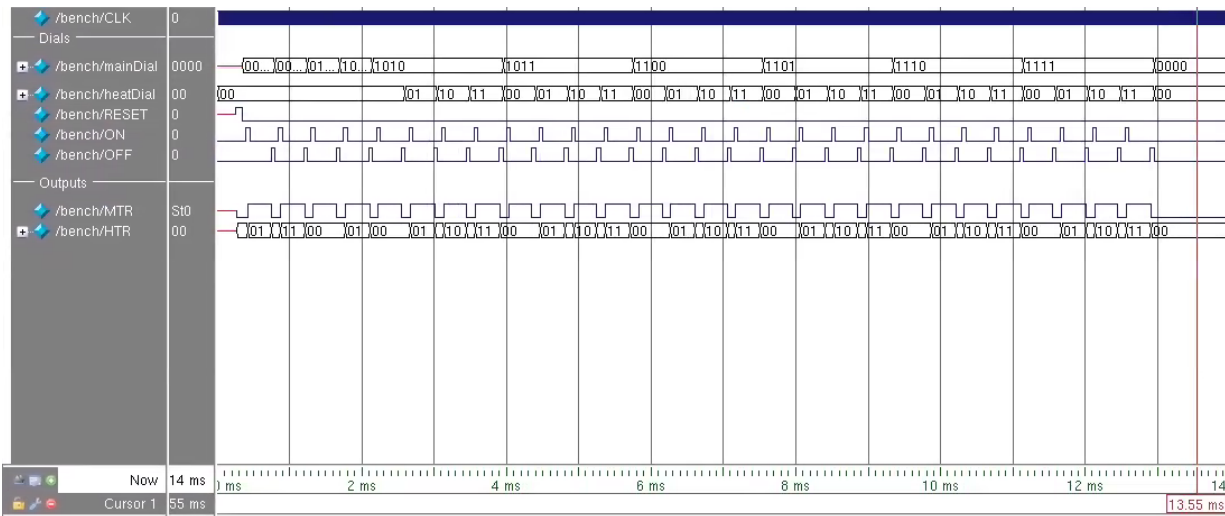 /bench/CLK 0
Dials
/bench/mainDial 0000 00... 00... 01... 10... 1010 1011 1100 1101 1110 1111 0000
/bench/heatDial 00 00 01 10 11 00 01 10 11 00 01 10 11 00 01 10 11 00 01 10 11 00 01 10 11 00
/bench/RESET 0
/bench/ON 0
/bench/OFF 0
Outputs
/bench/MTR St0
/bench/HTR 00 01 11 00 01 00 01 10 11 00 01 10 11 00 01 10 11 00 01 10 11 00 01 10 11 00 01 10 11 00
Now 14 ms
) ms 2 ms 4 ms 6 ms 8 ms 10 ms 12 ms 14
Cursor 1 55 ms 13.55 ms